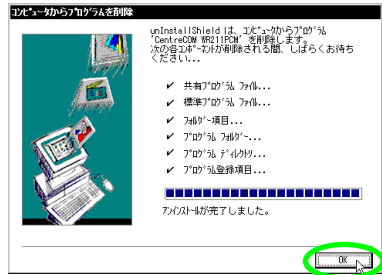 コンピュータからプログラムを削除
unInstallShield は、コンピュータからプログラム
'CentreCOM WR211PCM' を削除します。
次の各コンポーネントが削除される間、しばらくお待ち
ください...
✔ 共有プログラム ファイル...
✔ 標準プログラム ファイル...
✔ フォルダ項目...
✔ プログラム フォルダ...
✔ プログラム ディレクトリ...
✔ プログラム登録項目...
アンインストールが完了しました。
OK